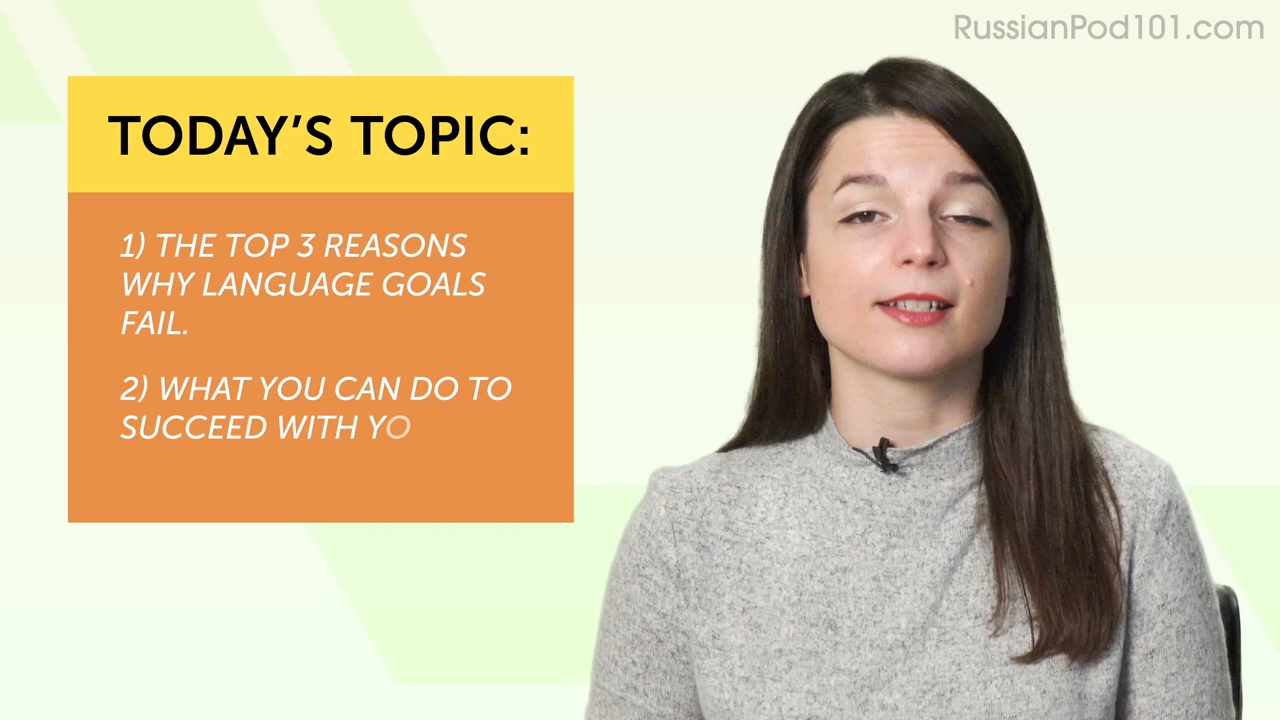 RussianPod101.com
TODAY'S TOPIC:
1) THE TOP 3 REASONS
WHY LANGUAGE GOALS
FAIL.
2) WHAT YOU CAN DO TO
SUCCEED WITH YO